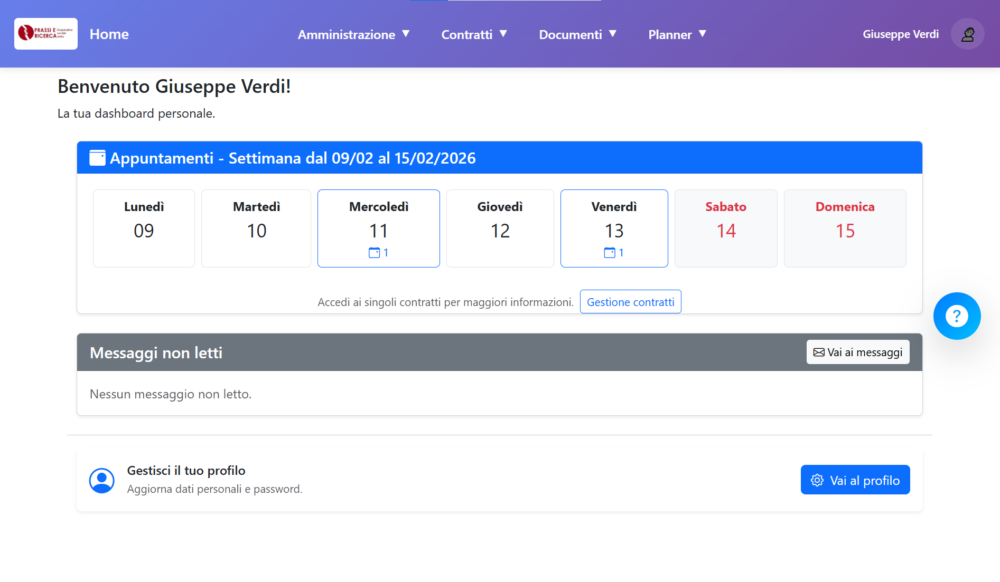 PRASSI E RICERCA Cooperativa sociale onlus
Home
Amministrazione ▼
Contratti ▼
Documenti ▼
Planner ▼
Giuseppe Verdi
Benvenuto Giuseppe Verdi!
La tua dashboard personale.
Appuntamenti - Settimana dal 09/02 al 15/02/2026
Lunedì
09
Martedì
10
Mercoledì
11
1
Giovedì
12
Venerdì
13
1
Sabato
14
Domenica
15
Accedi ai singoli contratti per maggiori informazioni. Gestione contratti
?
Messaggi non letti
Vai ai messaggi
Nessun messaggio non letto.
Gestisci il tuo profilo
Aggiorna dati personali e password.
Vai al profilo